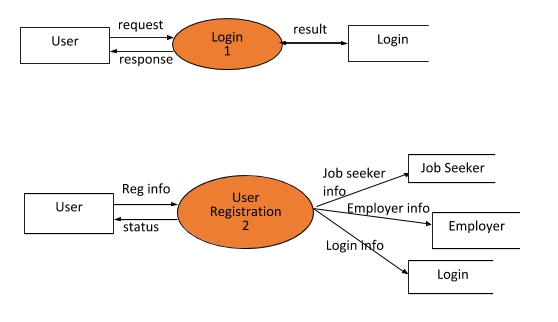 request
User
Login
1
result
Login
response
Job seeker
info
Job Seeker
Reg info
User
User
Registration
2
Employer info
Employer
status
Login info
Login